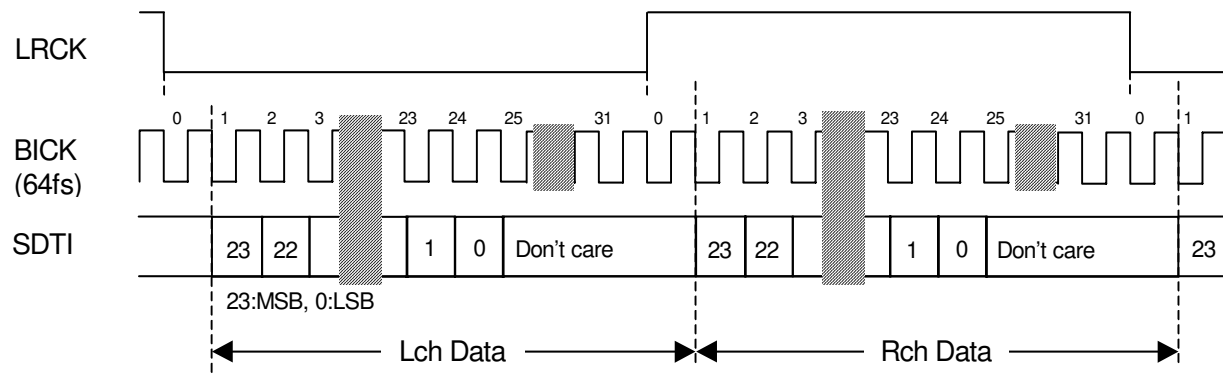 LRCK
0 1 2 3 23 24 25 31 0 1 2 3 23 24 25 31 0 1
BICK
(64fs)
SDTI
23 22 1 0 Don't care 23 22 1 0 Don't care 23
23:MSB, 0:LSB
Lch Data Rch Data